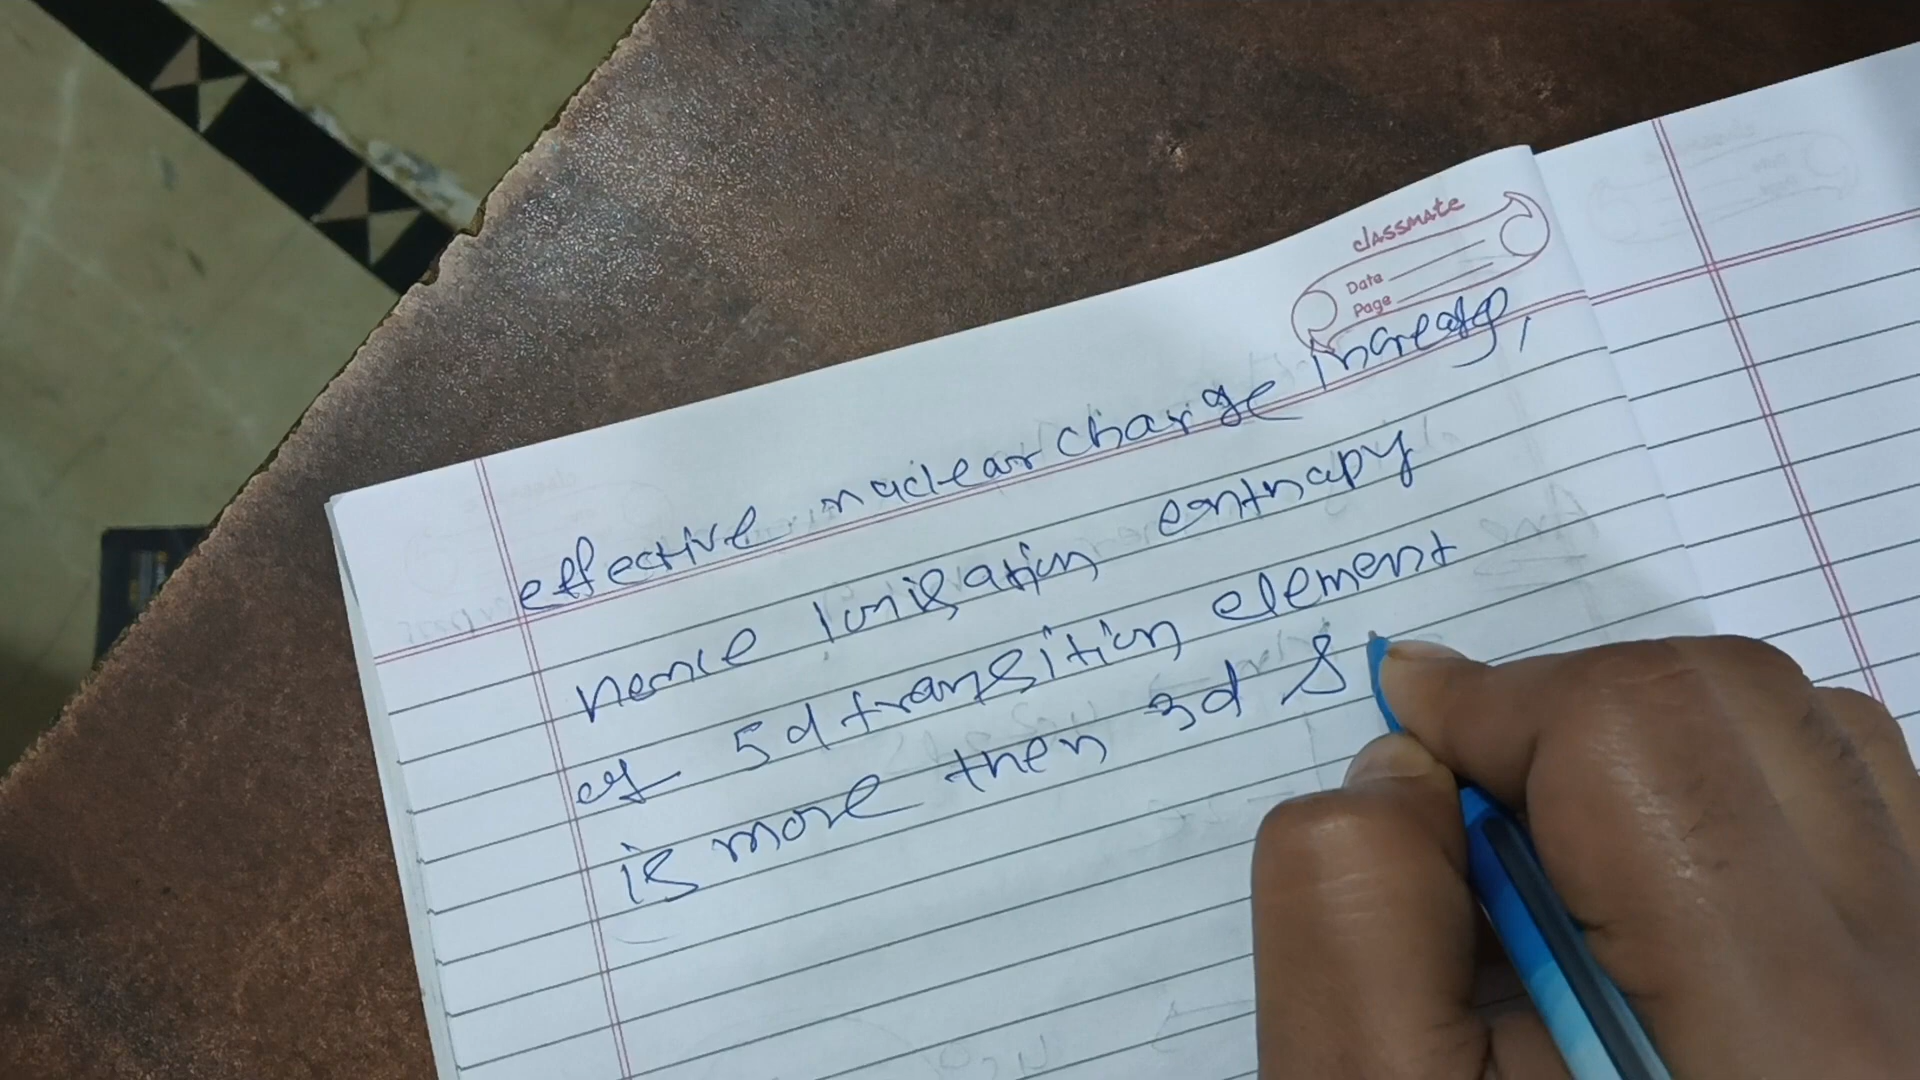 classmate
Date
Page
effective nuclear charge increase,
hence Ionisation enthapy
of 5d transition element
is more then 3d S